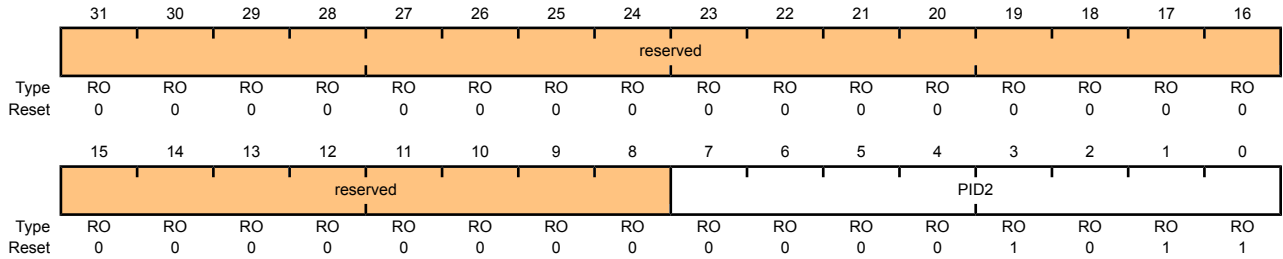 31 30 29 28 27 26 25 24 23 22 21 20 19 18 17 16
reserved
Type RO RO RO RO RO RO RO RO RO RO RO RO RO RO RO RO
Reset 0 0 0 0 0 0 0 0 0 0 0 0 0 0 0 0
15 14 13 12 11 10 9 8 7 6 5 4 3 2 1 0
reserved PID2
Type RO RO RO RO RO RO RO RO RO RO RO RO RO RO RO RO
Reset 0 0 0 0 0 0 0 0 0 0 0 0 1 0 1 1